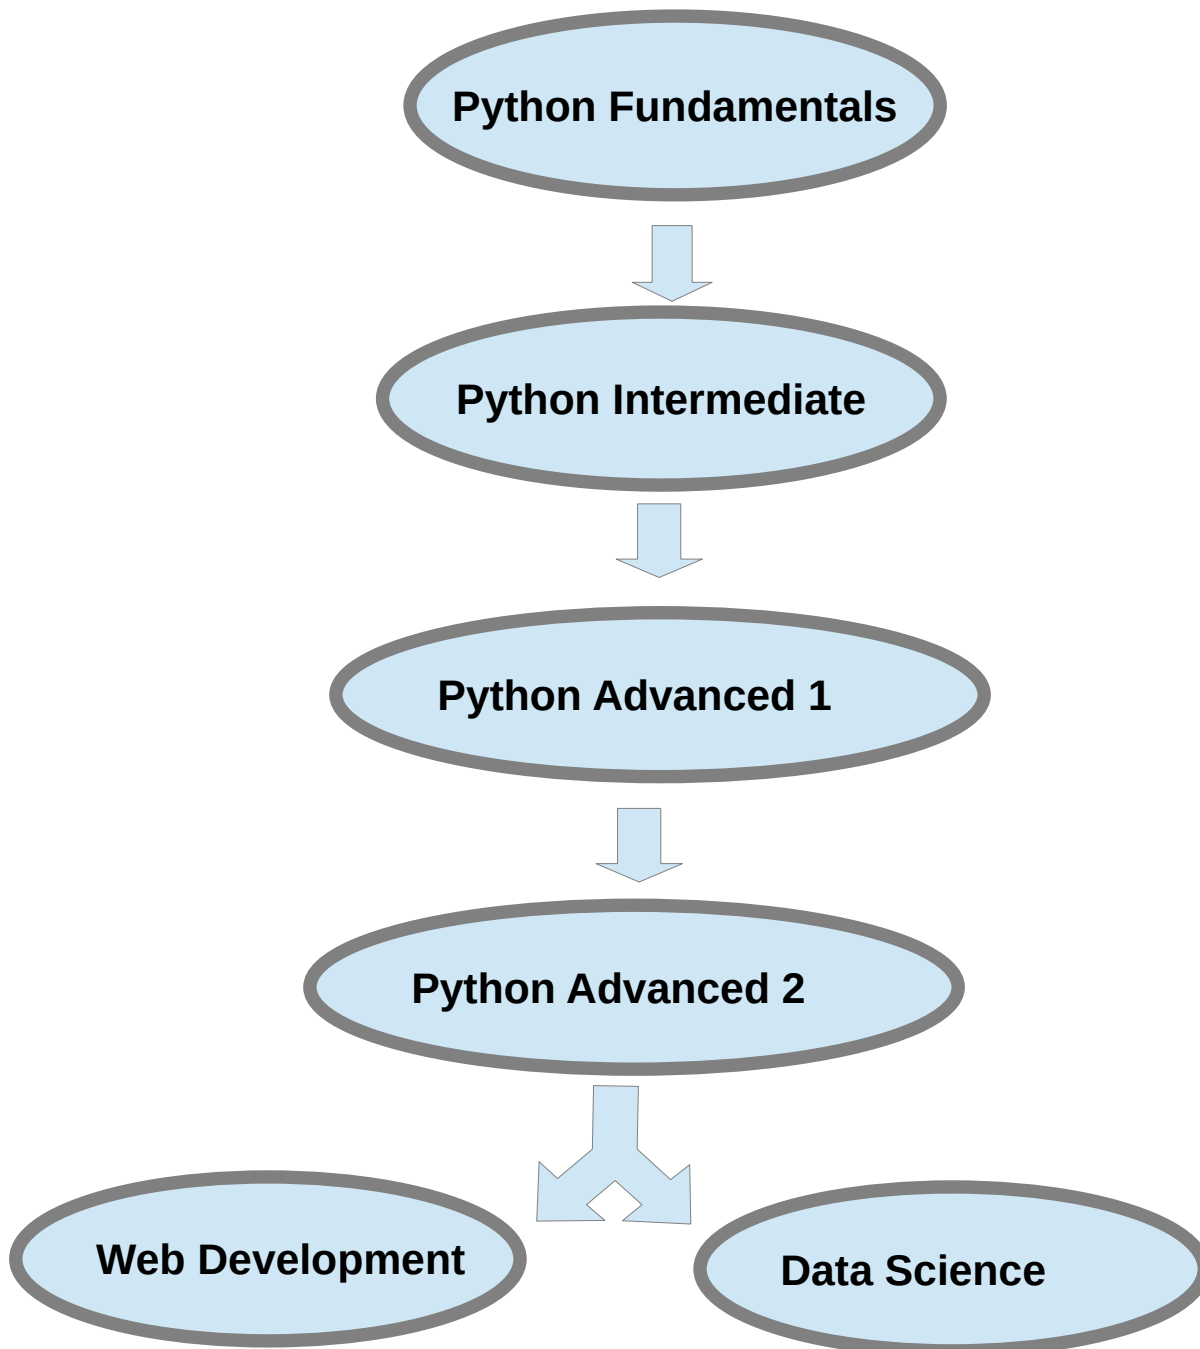 Python Fundamentals
Python Intermediate
Python Advanced 1
Python Advanced 2
Web Development
Data Science